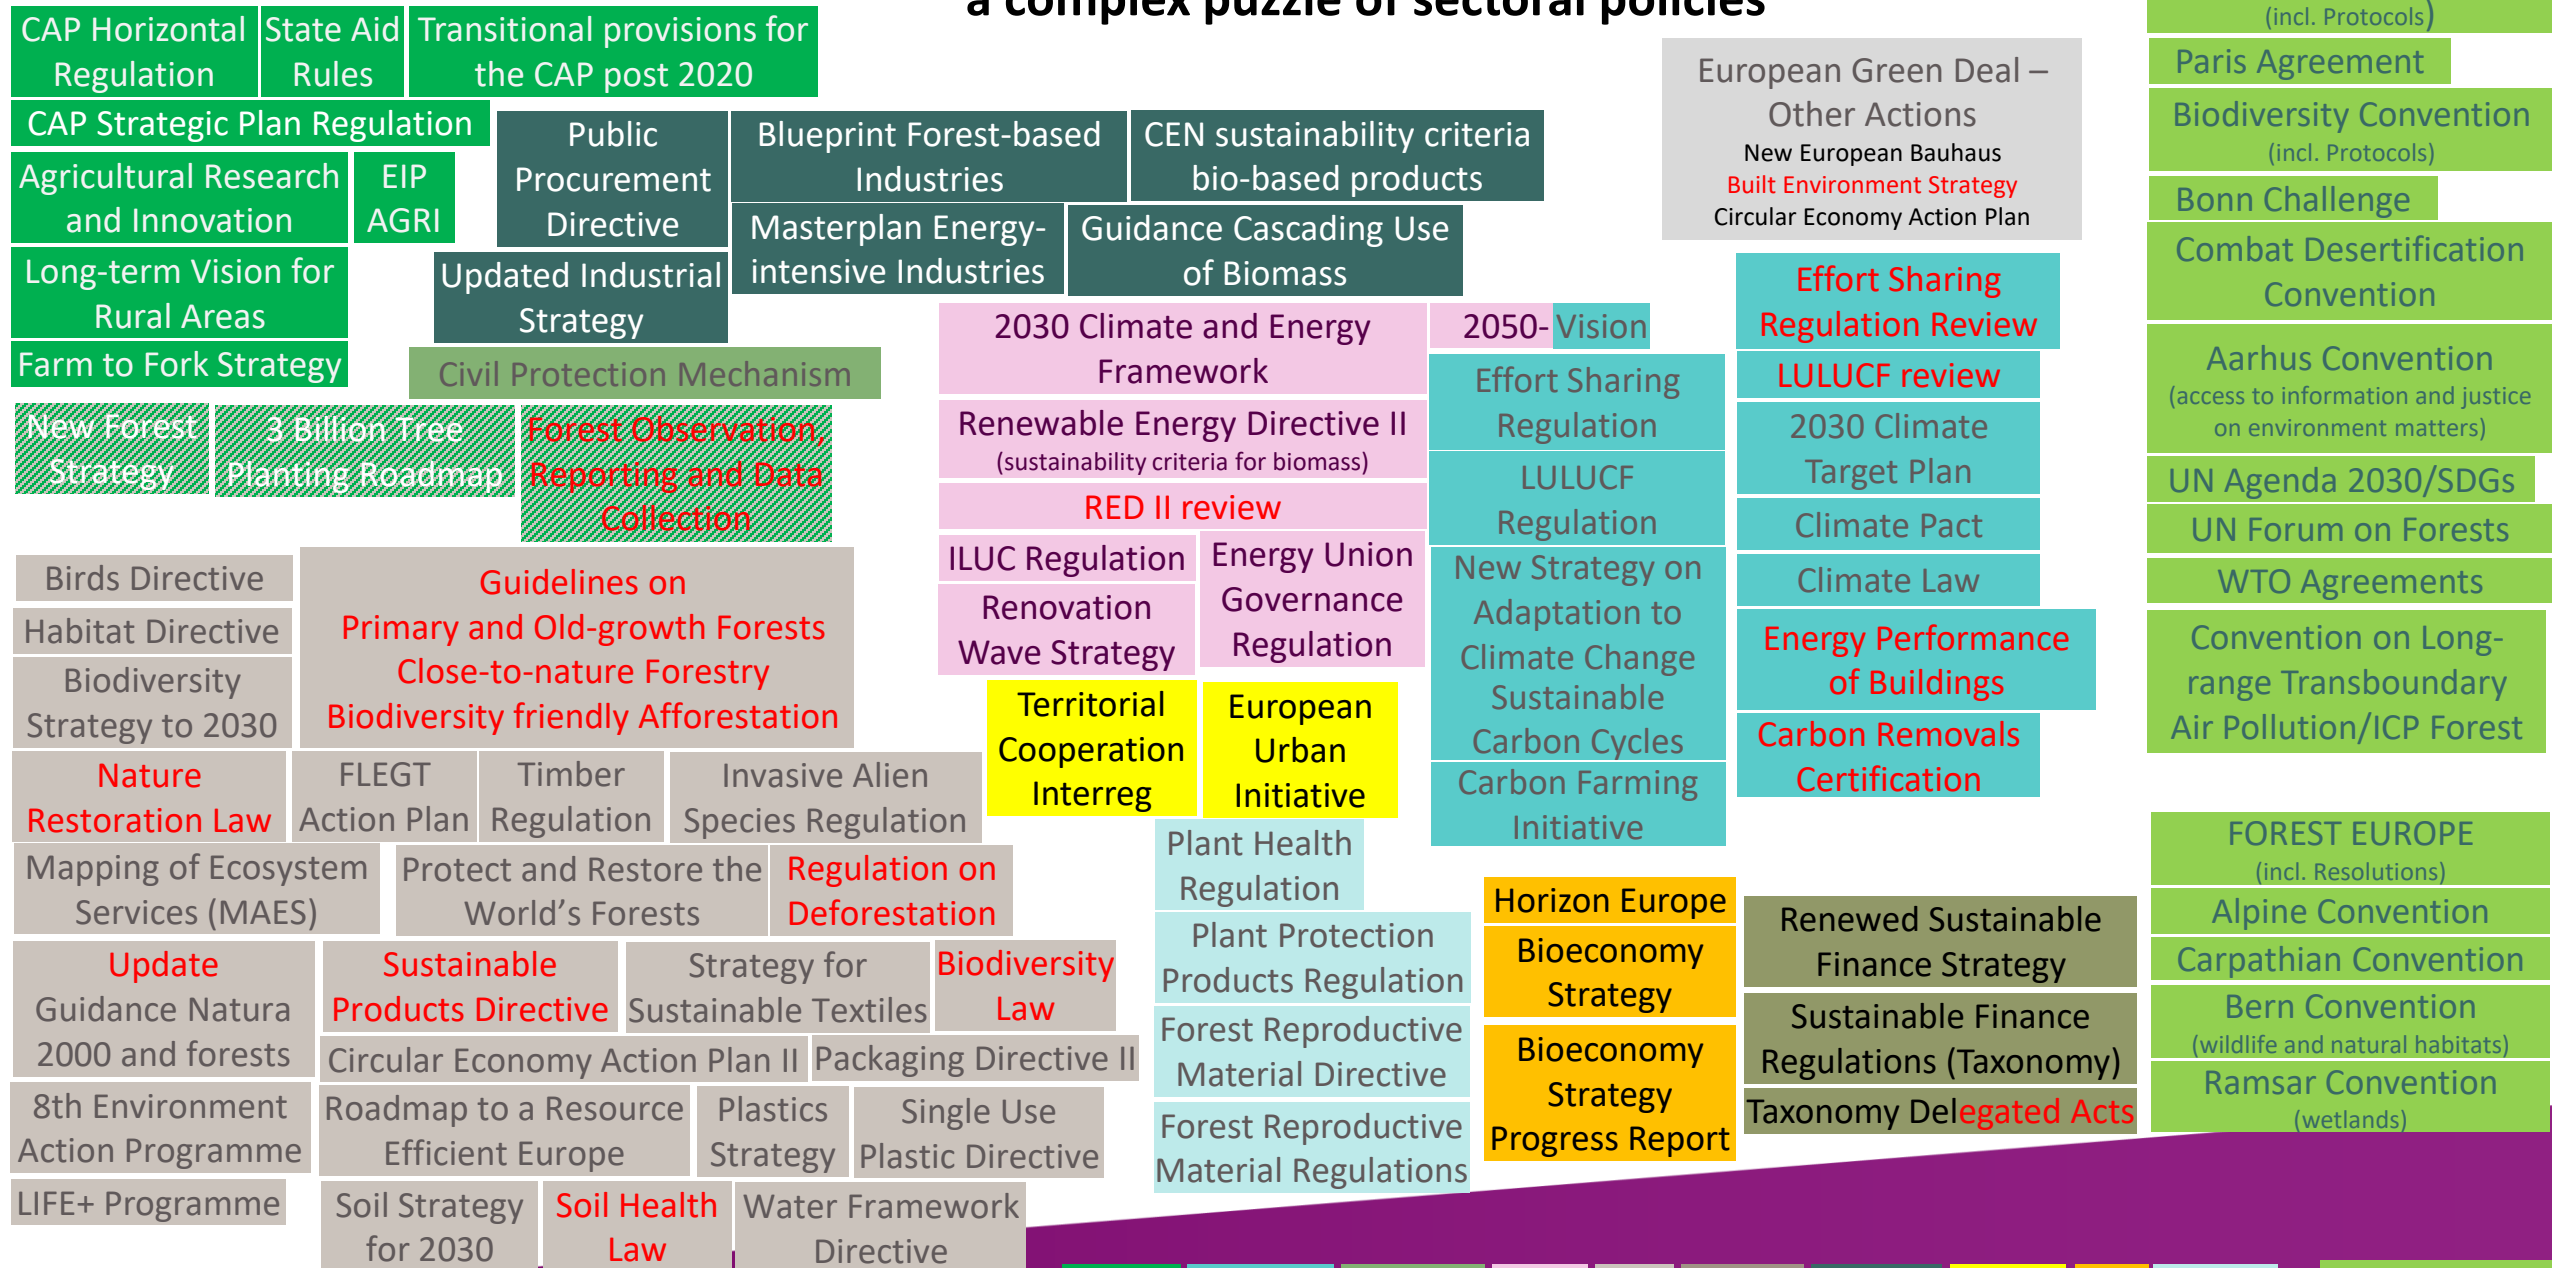 a complex puzzle of sectoral policies
CAP Horizontal
Regulation
State Aid
Rules
Transitional provisions for
the CAP post 2020
CAP Strategic Plan Regulation
Agricultural Research
and Innovation
EIP
AGRI
Long-term Vision for
Rural Areas
Farm to Fork Strategy
Public
Procurement
Directive
Blueprint Forest-based
Industries
CEN sustainability criteria
bio-based products
Masterplan Energy-
intensive Industries
Guidance Cascading Use
of Biomass
Updated Industrial
Strategy
Civil Protection Mechanism
New Forest
Strategy
3 Billion Tree
Planting Roadmap
Forest Observation,
Reporting and Data
Collection
Birds Directive
Habitat Directive
Biodiversity
Strategy to 2030
Guidelines on
Primary and Old-growth Forests
Close-to-nature Forestry
Biodiversity friendly Afforestation
Nature
Restoration Law
FLEGT
Action Plan
Timber
Regulation
Invasive Alien
Species Regulation
Mapping of Ecosystem
Services (MAES)
Protect and Restore the
World’s Forests
Regulation on
Deforestation
Update
Guidance Natura
2000 and forests
Sustainable
Products Directive
Strategy for
Sustainable Textiles
Biodiversity
Law
Circular Economy Action Plan II
Packaging Directive II
8th Environment
Action Programme
Roadmap to a Resource
Efficient Europe
Plastics
Strategy
Single Use
Plastic Directive
LIFE+ Programme
Soil Strategy
for 2030
Soil Health
Law
Water Framework
Directive
2030 Climate and Energy
Framework
2050- Vision
Renewable Energy Directive II
(sustainability criteria for biomass)
RED II review
ILUC Regulation
Energy Union
Governance
Regulation
Renovation
Wave Strategy
Territorial
Cooperation
Interreg
European
Urban
Initiative
Effort Sharing
Regulation
LULUCF
Regulation
New Strategy on
Adaptation to
Climate Change
Sustainable
Carbon Cycles
Carbon Farming
Initiative
Plant Health
Regulation
Plant Protection
Products Regulation
Forest Reproductive
Material Directive
Forest Reproductive
Material Regulations
European Green Deal –
Other Actions
New European Bauhaus
Built Environment Strategy
Circular Economy Action Plan
Effort Sharing
Regulation Review
LULUCF review
2030 Climate
Target Plan
Climate Pact
Climate Law
Energy Performance
of Buildings
Carbon Removals
Certification
Horizon Europe
Bioeconomy
Strategy
Bioeconomy
Strategy
Progress Report
Renewed Sustainable
Finance Strategy
Sustainable Finance
Regulations (Taxonomy)
Taxonomy Delegated Acts
(incl. Protocols)
Paris Agreement
Biodiversity Convention
(incl. Protocols)
Bonn Challenge
Combat Desertification
Convention
Aarhus Convention
(access to information and justice
on environment matters)
UN Agenda 2030/SDGs
UN Forum on Forests
WTO Agreements
Convention on Long-
range Transboundary
Air Pollution/ICP Forest
FOREST EUROPE
(incl. Resolutions)
Alpine Convention
Carpathian Convention
Bern Convention
(wildlife and natural habitats)
Ramsar Convention
(wetlands)